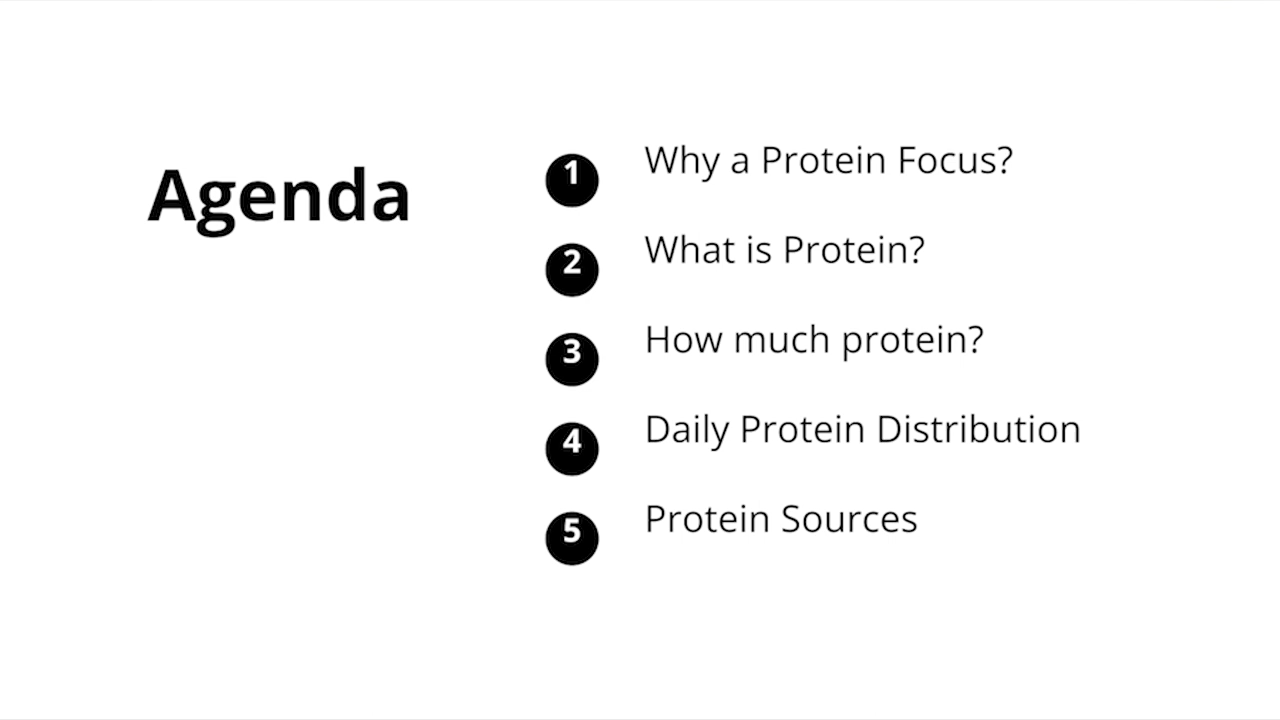 Agenda
1 Why a Protein Focus?
2 What is Protein?
3 How much protein?
4 Daily Protein Distribution
5 Protein Sources